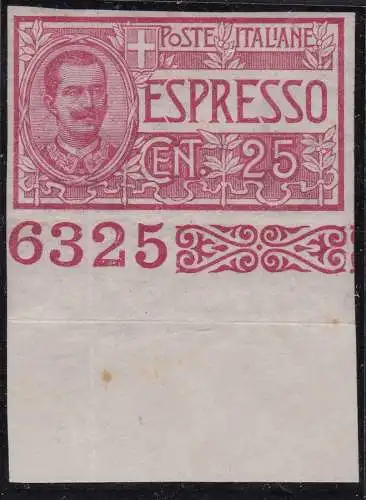 POSTE ITALIANE
ESPRESSO
CENT. 25
6325